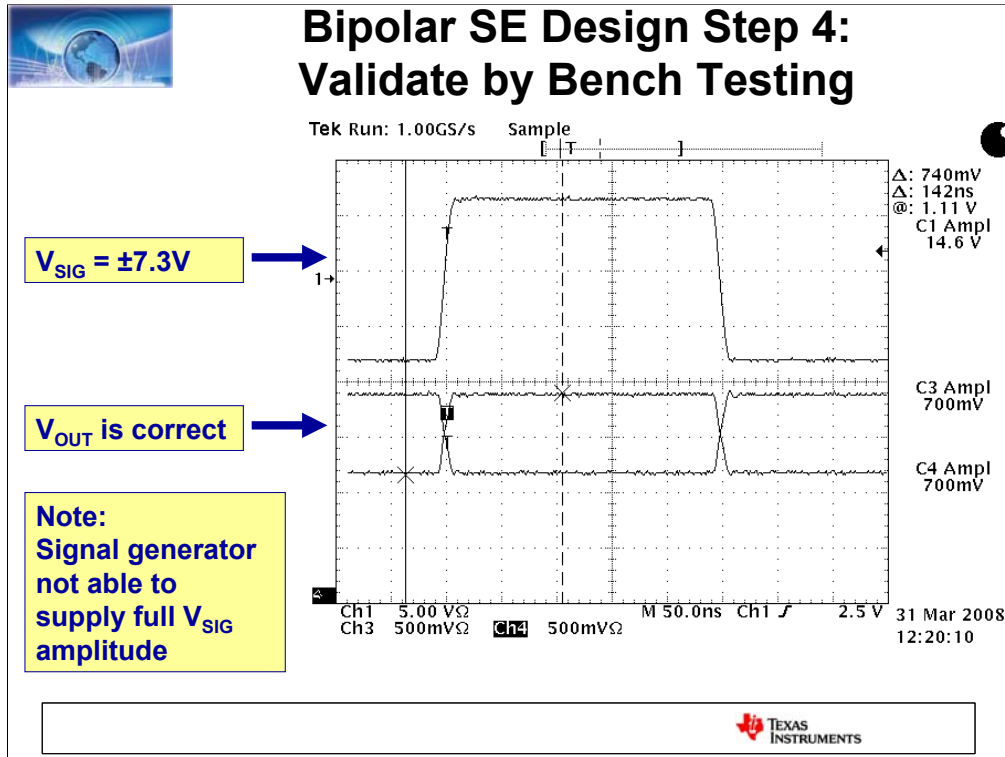 Bipolar SE Design Step 4:
Validate by Bench Testing
Tek Run: 1.00GS/s Sample
[ T ]
Δ: 740mV
Δ: 142ns
@: 1.11 V
C1 Ampl
14.6 V
VSIG = ±7.3V
1→
T
C3 Ampl
700mV
VOUT is correct
T
T
C4 Ampl
700mV
Note:
Signal generator
not able to
supply full VSIG
amplitude
4
Ch1 5.00 VΩ M 50.0ns Ch1 ƒ 2.5 V
Ch3 500mVΩ Ch4 500mVΩ
31 Mar 2008
12:20:10
TEXAS
INSTRUMENTS